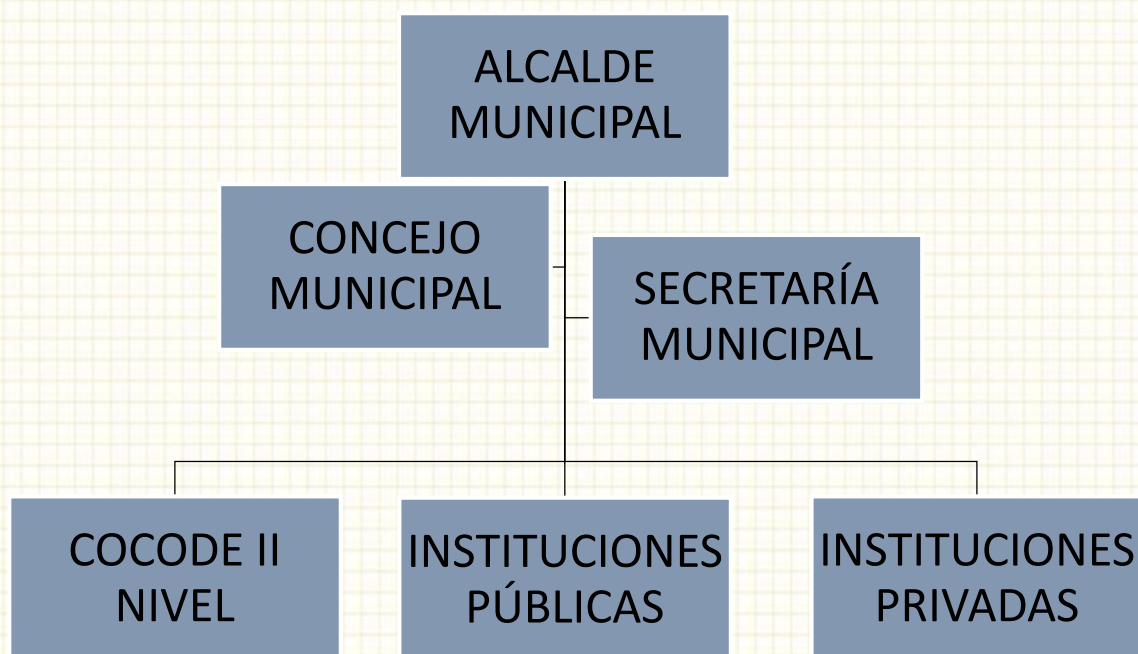 ALCALDE
MUNICIPAL
CONCEJO
MUNICIPAL
SECRETARÍA
MUNICIPAL
COCODE II
NIVEL
INSTITUCIONES
PÚBLICAS
INSTITUCIONES
PRIVADAS